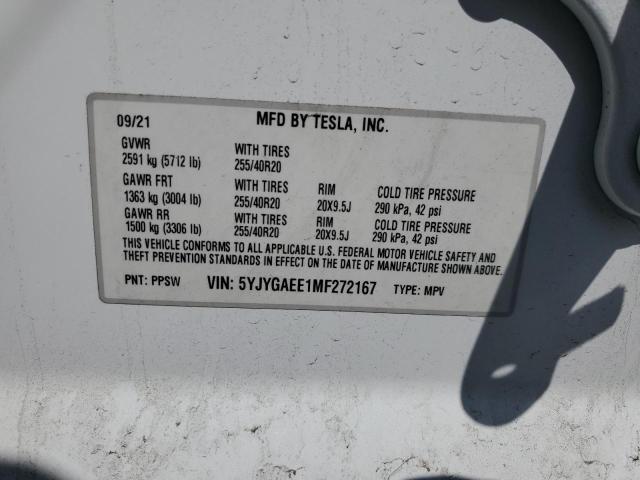 09/21 MFD BY TESLA, INC.
GVWR WITH TIRES
2591 kg (5712 lb) 255/40R20
GAWR FRT WITH TIRES RIM COLD TIRE PRESSURE
1363 kg (3004 lb) 255/40R20 20X9.5J 290 kPa, 42 psi
GAWR RR WITH TIRES RIM COLD TIRE PRESSURE
1500 kg (3306 lb) 255/40R20 20X9.5J 290 kPa, 42 psi
THIS VEHICLE CONFORMS TO ALL APPLICABLE U.S. FEDERAL MOTOR VEHICLE SAFETY AND
THEFT PREVENTION STANDARDS IN EFFECT ON THE DATE OF MANUFACTURE SHOWN ABOVE.
PNT: PPSW VIN: 5YJYGAEE1MF272167 TYPE: MPV